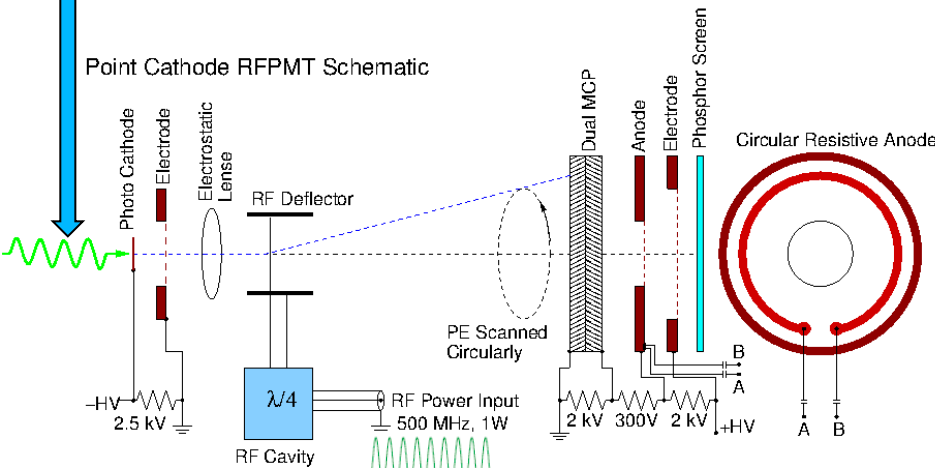 Point Cathode RFPMT Schematic
Photo Cathode
Electrode
Electrostatic
Lense
RF Deflector
PE Scanned
Circularly
Dual MCP
Anode
Electrode
Phosphor Screen
Circular Resistive Anode
B
A
–HV
2.5 kV
λ/4
RF Cavity
RF Power Input
500 MHz, 1W
2 kV
300V
2 kV
+HV
A
B